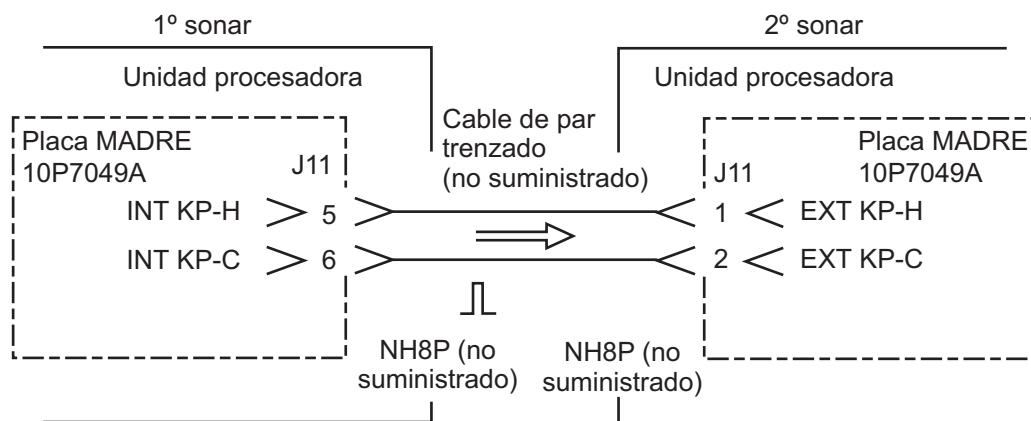 1º sonar
2º sonar
Unidad procesadora
Unidad procesadora
Cable de par
trenzado
(no suministrado)
Placa MADRE
10P7049A
J11
J11
Placa MADRE
10P7049A
INT KP-H
5
1
EXT KP-H
INT KP-C
6
2
EXT KP-C
NH8P (no
suministrado)
NH8P (no
suministrado)